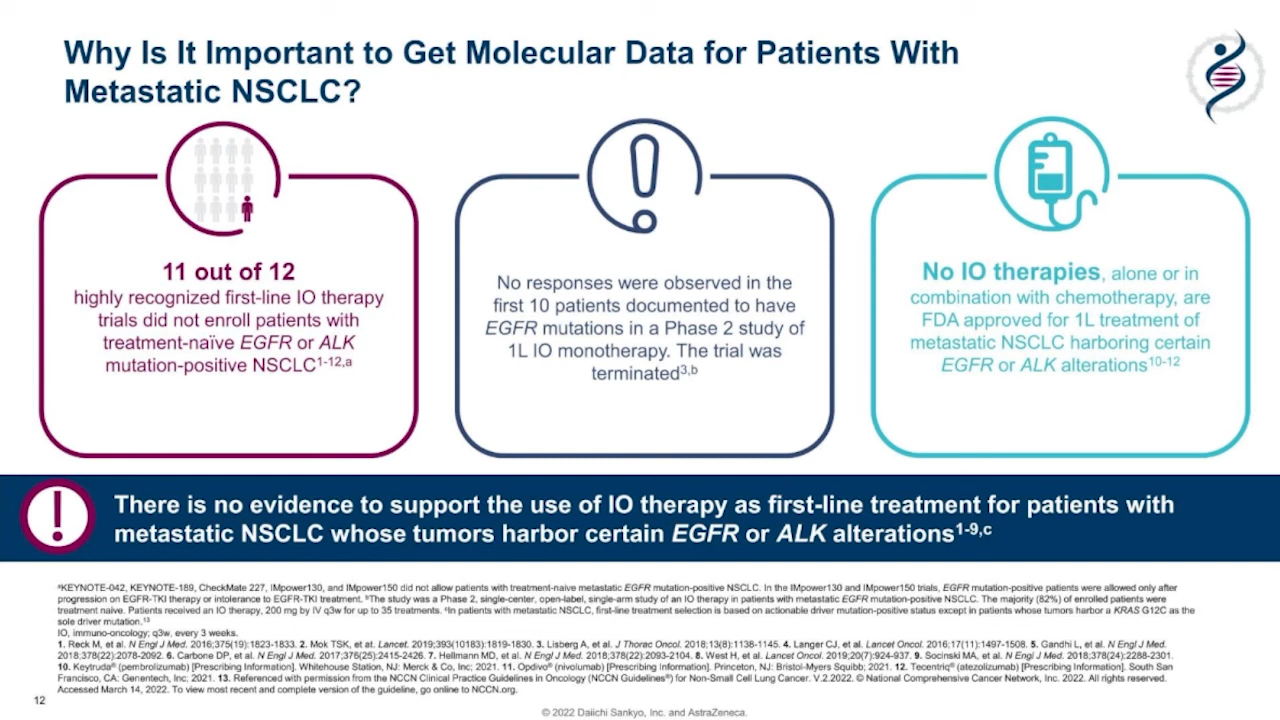 Why Is It Important to Get Molecular Data for Patients With
Metastatic NSCLC?
11 out of 12
highly recognized first-line IO therapy
trials did not enroll patients with
treatment-naïve EGFR or ALK
mutation-positive NSCLC1-12,a
No responses were observed in the
first 10 patients documented to have
EGFR mutations in a Phase 2 study of
1L IO monotherapy. The trial was
terminated3,b
No IO therapies, alone or in
combination with chemotherapy, are
FDA approved for 1L treatment of
metastatic NSCLC harboring certain
EGFR or ALK alterations10-12
There is no evidence to support the use of IO therapy as first-line treatment for patients with
metastatic NSCLC whose tumors harbor certain EGFR or ALK alterations1-9,c
aKEYNOTE-042, KEYNOTE-189, CheckMate 227, IMpower130, and IMpower150 did not allow patients with treatment-naive metastatic EGFR mutation-positive NSCLC. In the IMpower130 and IMpower150 trials, EGFR mutation-positive patients were allowed only after
progression on EGFR-TKI therapy or intolerance to EGFR-TKI treatment. bThe study was a Phase 2, single-center, open-label, single-arm study of an IO therapy in patients with metastatic EGFR mutation-positive NSCLC. The majority (82%) of enrolled patients were
treatment naive. Patients received an IO therapy, 200 mg by IV q3w for up to 35 treatments. cIn patients with metastatic NSCLC, first-line treatment selection is based on actionable driver mutation-positive status except in patients whose tumors harbor a KRAS G12C as the
sole driver mutation.13
IO, immuno-oncology; q3w, every 3 weeks.
1. Reck M, et al. N Engl J Med. 2016;375(19):1823-1833. 2. Mok TSK, et al. Lancet. 2019;393(10183):1819-1830. 3. Lisberg A, et al. J Thorac Oncol. 2018;13(8):1138-1145. 4. Langer CJ, et al. Lancet Oncol. 2016;17(11):1497-1508. 5. Gandhi L, et al. N Engl J Med.
2018;378(22):2078-2092. 6. Carbone DP, et al. N Engl J Med. 2017;376(25):2415-2426. 7. Hellmann MD, et al. N Engl J Med. 2018;378(22):2093-2104. 8. West H, et al. Lancet Oncol. 2019;20(7):924-937. 9. Socinski MA, et al. N Engl J Med. 2018;378(24):2288-2301.
10. Keytruda® (pembrolizumab) [Prescribing Information]. Whitehouse Station, NJ: Merck & Co, Inc; 2021. 11. Opdivo® (nivolumab) [Prescribing Information]. Princeton, NJ: Bristol-Myers Squibb; 2021. 12. Tecentriq® (atezolizumab) [Prescribing Information]. South San
Francisco, CA: Genentech, Inc; 2021. 13. Referenced with permission from the NCCN Clinical Practice Guidelines in Oncology (NCCN Guidelines®) for Non-Small Cell Lung Cancer. V.2.2022. © National Comprehensive Cancer Network, Inc. 2022. All rights reserved.
Accessed March 14, 2022. To view most recent and complete version of the guideline, go online to NCCN.org.
12
© 2022 Daiichi Sankyo, Inc. and AstraZeneca.